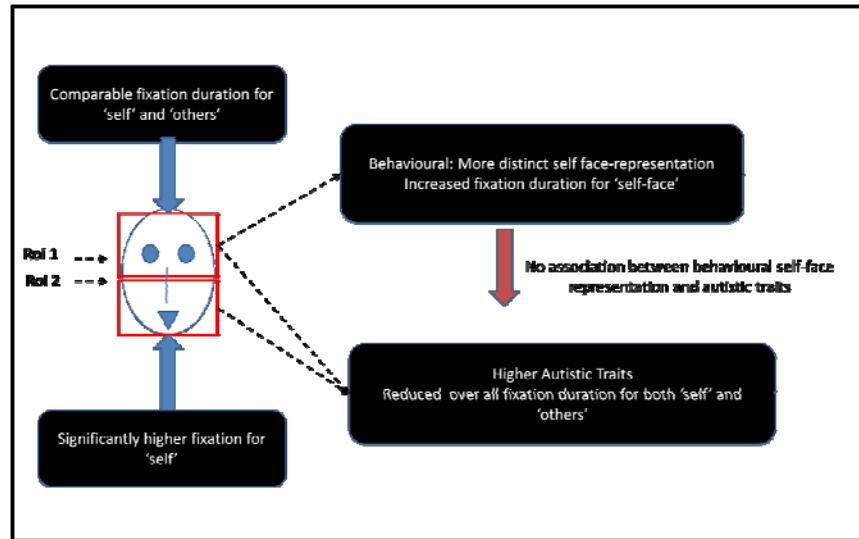 Comparable fixation duration for
'self' and 'others'
Behavioural: More distinct self face-representation
Increased fixation duration for 'self-face'
RoI 1
RoI 2
No association between behavioural self-face
representation and autistic traits
Higher Autistic Traits
Reduced over all fixation duration for both 'self' and
'others'
Significantly higher fixation for
'self'